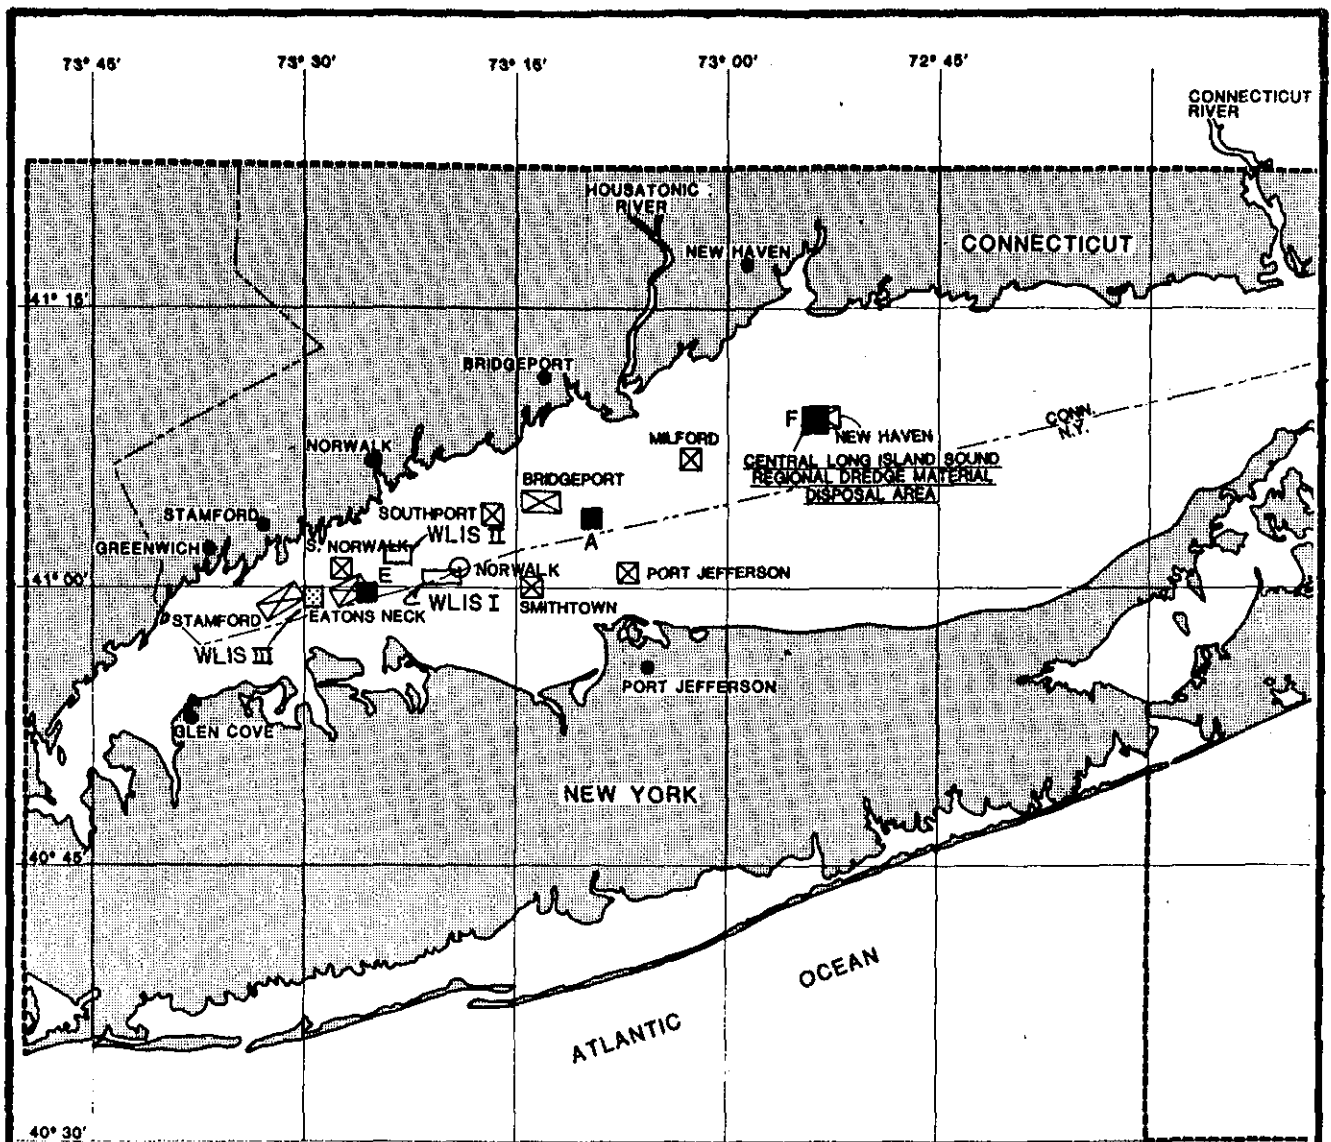 73° 45'
73° 30'
73° 15'
73° 00'
72° 45'
CONNECTICUT
RIVER
HOUSATONIC
RIVER
NEW HAVEN
CONNECTICUT
41° 15'
BRIDGEPORT
NORWALK
MILFORD
F
NEW HAVEN
CONN.
N.Y.
CENTRAL LONG ISLAND SOUND
REGIONAL DREDGE MATERIAL
DISPOSAL AREA
BRIDGEPORT
STAMFORD
SOUTHPORT
WLIS II
A
GREENWICH
S. NORWALK
E
NORWALK
PORT JEFFERSON
41° 00'
WLIS I
SMITHTOWN
STAMFORD
EATONS NECK
WLIS III
PORT JEFFERSON
GLEN COVE
NEW YORK
40° 45'
OCEAN
ATLANTIC
40° 30'